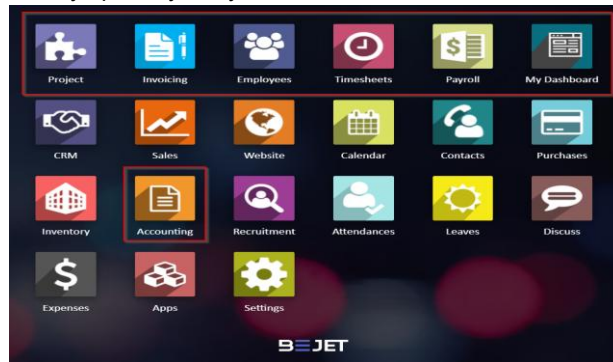 Project Invoicing Employees Timesheets Payroll My Dashboard
CRM Sales Website Calendar Contacts Purchases
Inventory Accounting Recruitment Attendances Leaves Discuss
Expenses Apps Settings
BEJET